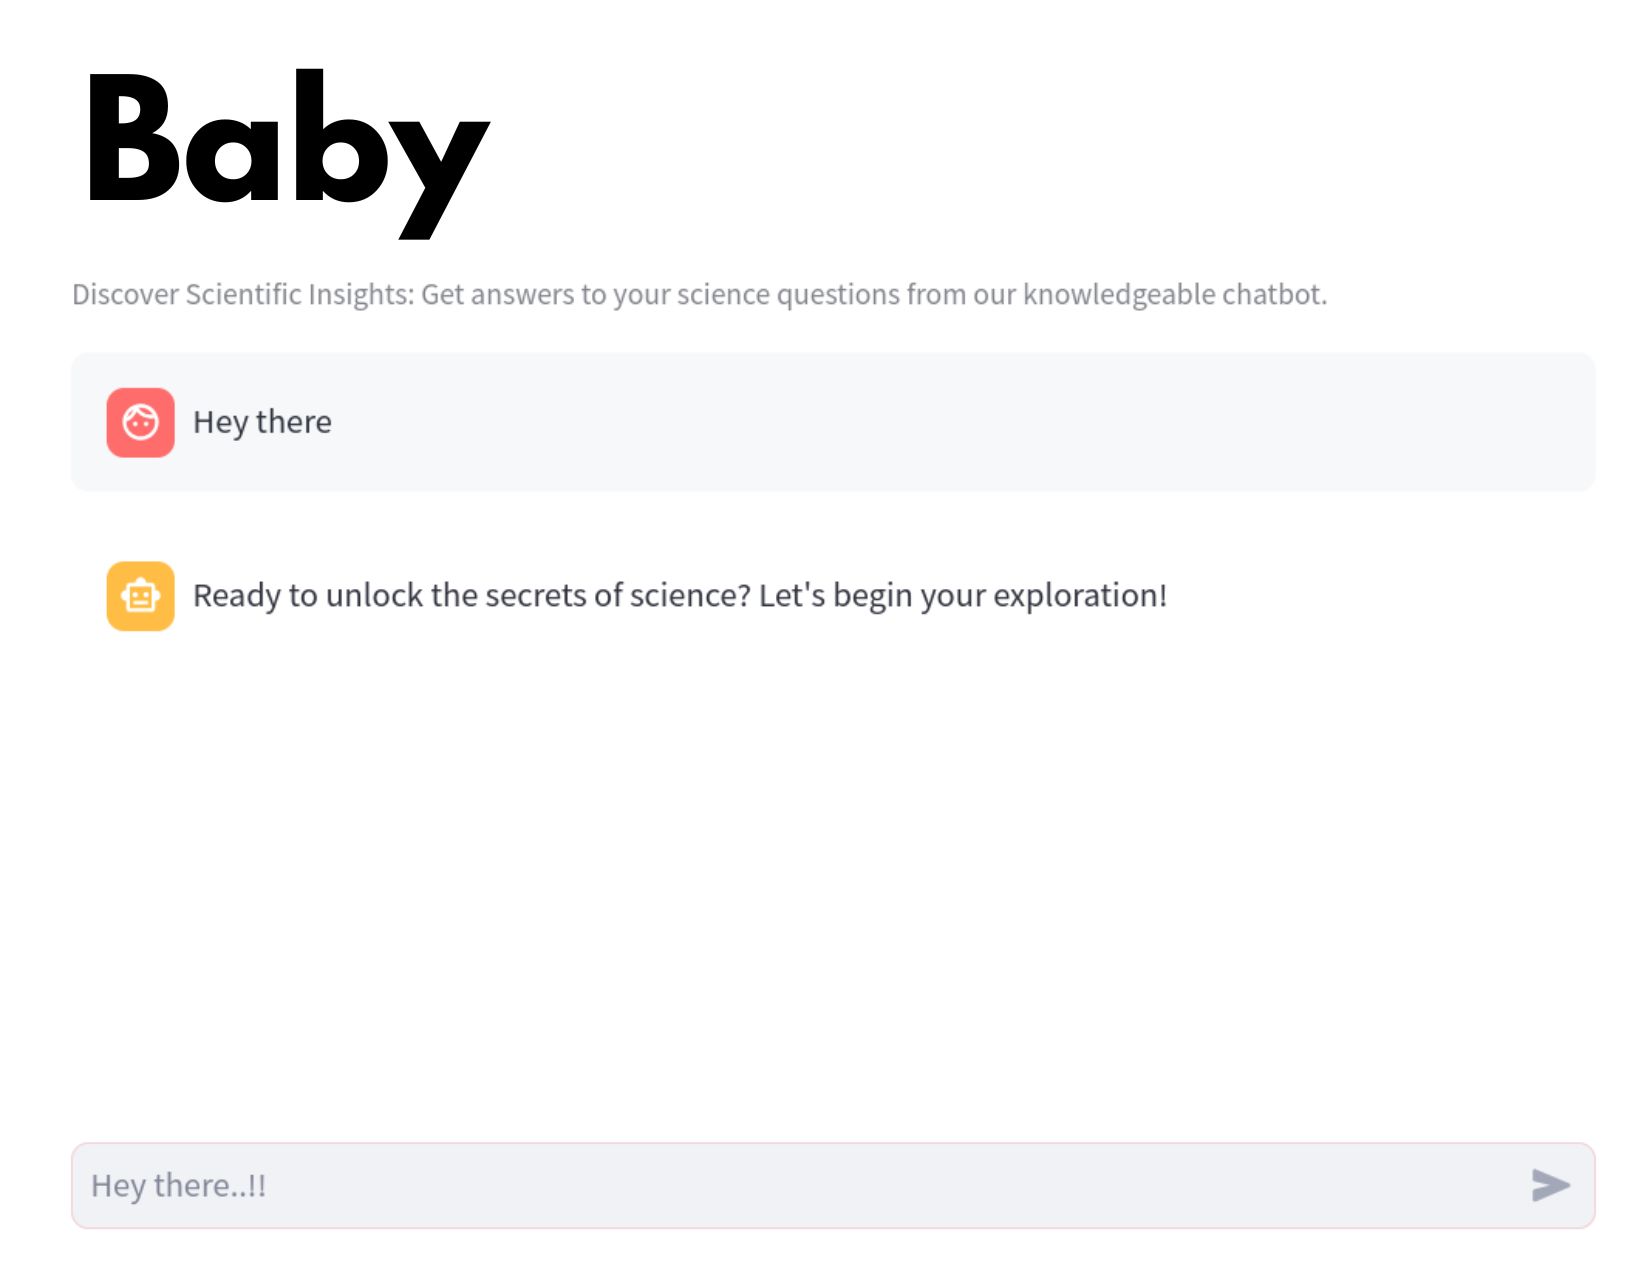 Baby
Discover Scientific Insights: Get answers to your science questions from our knowledgeable chatbot.
Hey there
Ready to unlock the secrets of science? Let's begin your exploration!
Hey there..!!